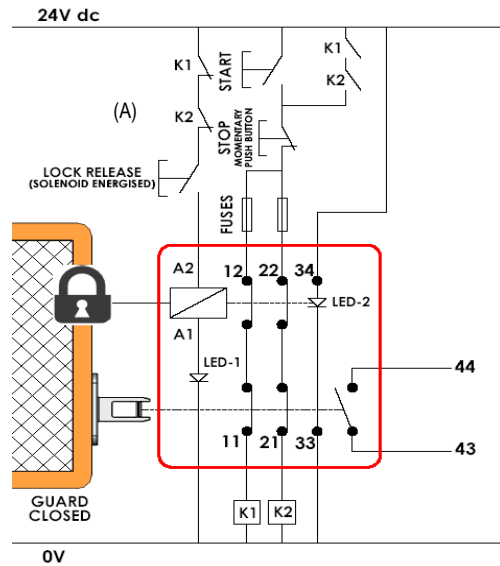 24V dc
K1
START
K1
K2
(A)
K2
STOP
MOMENTARY
PUSH BUTTON
LOCK RELEASE
(SOLENOID ENERGISED)
FUSES
A2
12
22
34
LED-2
A1
LED-1
44
11
21
33
43
GUARD
CLOSED
K1
K2
0V